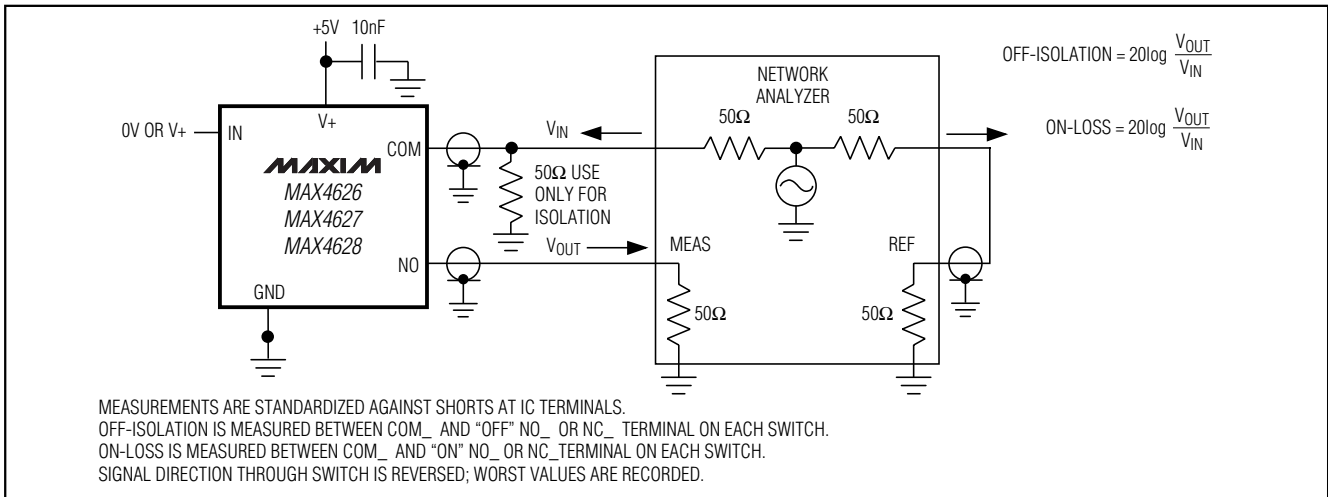 +5V 10nF
OFF-ISOLATION = 20log VOUT
VIN
NETWORK
ANALYZER
0V OR V+
IN
V+
COM
VIN
50Ω
50Ω
ON-LOSS = 20log VOUT
VIN
MAXIM
MAX4626
MAX4627
MAX4628
50Ω USE
ONLY FOR
ISOLATION
VOUT
MEAS
REF
NO
GND
50Ω
50Ω
MEASUREMENTS ARE STANDARDIZED AGAINST SHORTS AT IC TERMINALS.
OFF-ISOLATION IS MEASURED BETWEEN COM_ AND “OFF” NO_ OR NC_ TERMINAL ON EACH SWITCH.
ON-LOSS IS MEASURED BETWEEN COM_ AND “ON” NO_ OR NC_TERMINAL ON EACH SWITCH.
SIGNAL DIRECTION THROUGH SWITCH IS REVERSED; WORST VALUES ARE RECORDED.